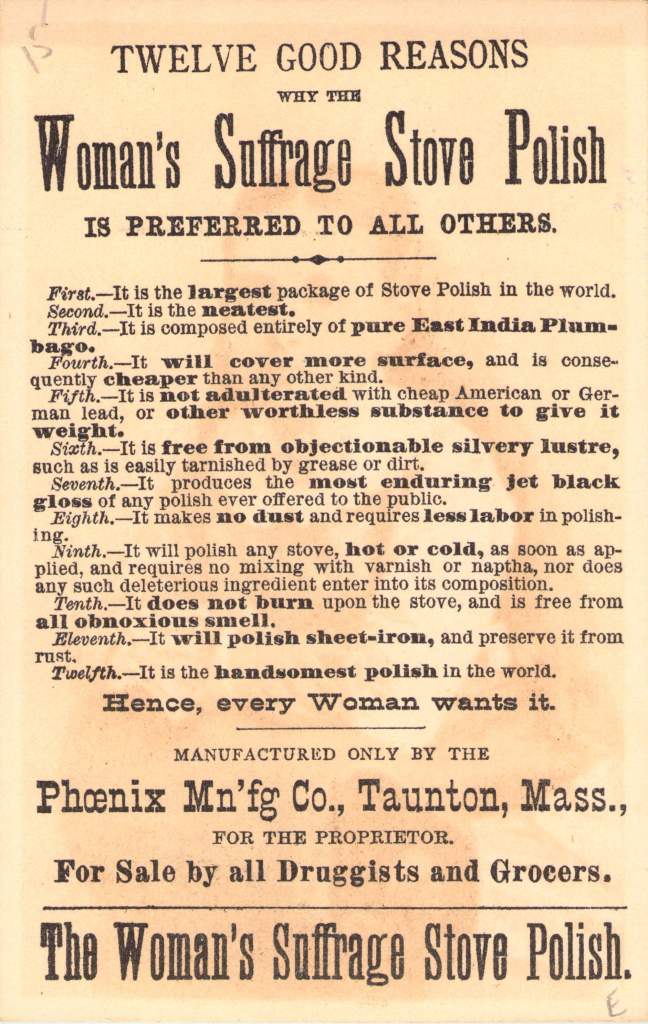 TWELVE GOOD REASONS
WHY THE
Woman's Suffrage Stove Polish
IS PREFERRED TO ALL OTHERS.
First.—It is the largest package of Stove Polish in the world.
Second.—It is the neatest.
Third.—It is composed entirely of pure East India Plum-
bago.
Fourth.—It will cover more surface, and is conse-
quently cheaper than any other kind.
Fifth.—It is not adulterated with cheap American or Ger-
man lead, or other worthless substance to give it
weight.
Sixth.—It is free from objectionable silvery lustre,
such as is easily tarnished by grease or dirt.
Seventh.—It produces the most enduring jet black
gloss of any polish ever offered to the public.
Eighth.—It makes no dust and requires less labor in polish-
ing.
Ninth.—It will polish any stove, hot or cold, as soon as ap-
plied, and requires no mixing with varnish or naptha, nor does
any such deleterious ingredient enter into its composition.
Tenth.—It does not burn upon the stove, and is free from
all obnoxious smell.
Eleventh.—It will polish sheet-iron, and preserve it from
rust.
Twelfth.—It is the handsomest polish in the world.
Hence, every Woman wants it.
MANUFACTURED ONLY BY THE
Phœnix Mn'fg Co., Taunton, Mass.,
FOR THE PROPRIETOR.
For Sale by all Druggists and Grocers.
The Woman's Suffrage Stove Polish.
E